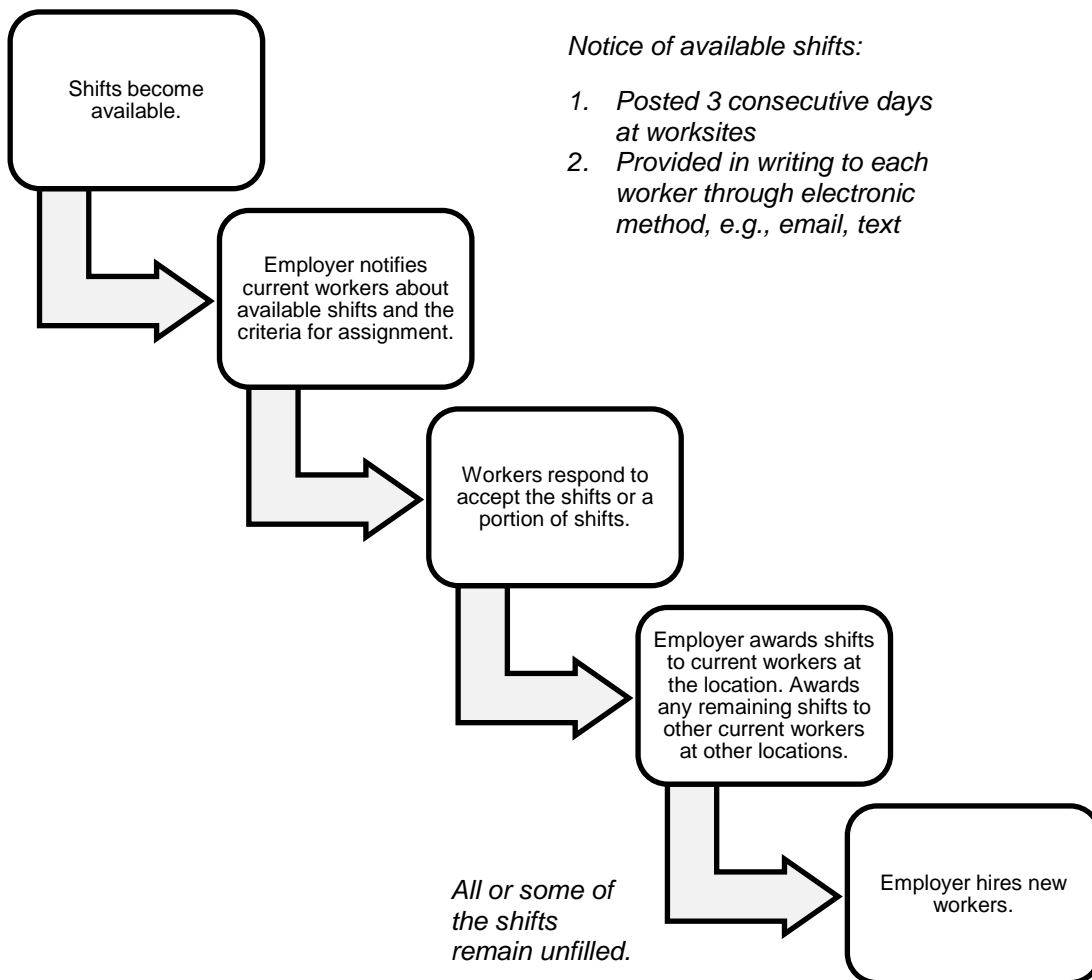 Shifts become
available.
Notice of available shifts:
1. Posted 3 consecutive days
at worksites
2. Provided in writing to each
worker through electronic
method, e.g., email, text
Employer notifies
current workers about
available shifts and the
criteria for assignment.
Workers respond to
accept the shifts or a
portion of shifts.
Employer awards shifts
to current workers at
the location. Awards
any remaining shifts to
other current workers
at other locations.
All or some of
the shifts
remain unfilled.
Employer hires new
workers.